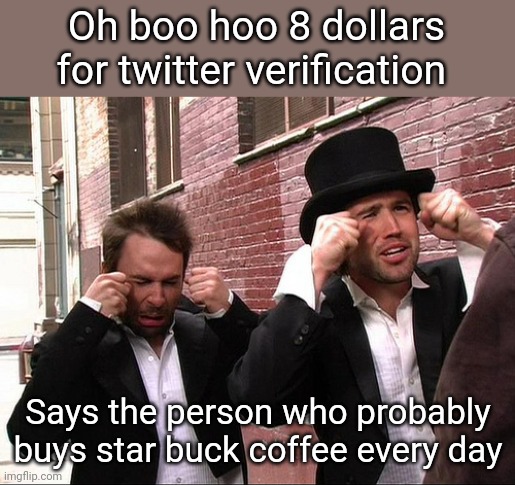 Oh boo hoo 8 dollars
for twitter verification
Says the person who probably
buys star buck coffee every day
imgflip.com